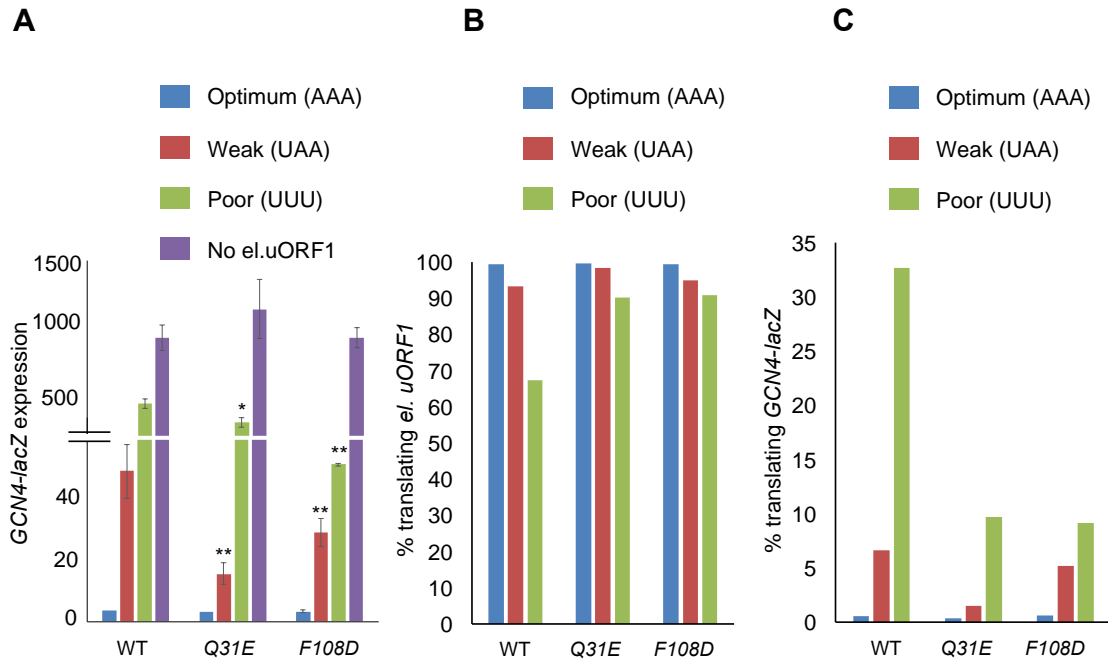 A
Optimum (AAA)
Weak (UAA)
Poor (UUU)
No el.uORF1
GCN4-lacZ expression
1500
1000
500
40
20
0
*
**
**
**
WT
Q31E
F108D
B
Optimum (AAA)
Weak (UAA)
Poor (UUU)
% translating el. uORF1
100
90
80
70
60
50
40
30
20
10
0
WT
Q31E
F108D
C
Optimum (AAA)
Weak (UAA)
Poor (UUU)
% translating GCN4-lacZ
35
30
25
20
15
10
5
0
WT
Q31E
F108D